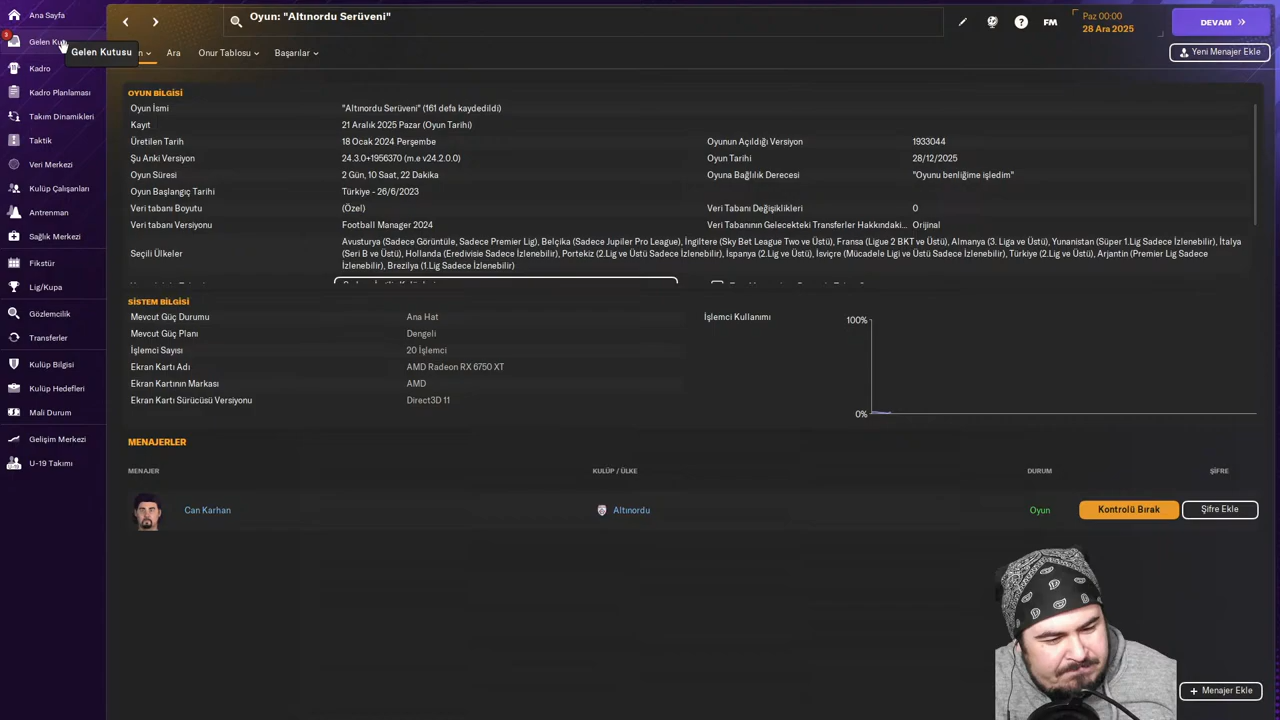 Ana Sayfa
3
Gelen Kutusu
Kadro
Kadro Planlaması
Takım Dinamikleri
Taktik
Veri Merkezi
Kulüp Çalışanları
Antrenman
Sağlık Merkezi
Fikstür
Lig/Kupa
Gözlemcilik
Transferler
Kulüp Bilgisi
Kulüp Hedefleri
Mali Durum
Gelişim Merkezi
U-19
U-19 Takımı
Oyun: "Altınordu Serüveni"
FM
Paz 00:00
28 Ara 2025
DEVAM
Ara
Onur Tablosu
Başarılar
Yeni Menajer Ekle
OYUN BİLGİSİ
Oyun İsmi "Altınordu Serüveni" (161 defa kaydedildi)
Kayıt 21 Aralık 2025 Pazar (Oyun Tarihi)
Üretilen Tarih 18 Ocak 2024 Perşembe Oyunun Açıldığı Versiyon 1933044
Şu Anki Versiyon 24.3.0+1956370 (m.e v24.2.0.0) Oyun Tarihi 28/12/2025
Oyun Süresi 2 Gün, 10 Saat, 22 Dakika Oyuna Bağlılık Derecesi "Oyunu benliğime işledim"
Oyun Başlangıç Tarihi Türkiye - 26/6/2023
Veri tabanı Boyutu (Özel) Veri Tabanı Değişiklikleri 0
Veri tabanı Versiyonu Football Manager 2024 Veri Tabanının Gelecekteki Transferler Hakkındaki... Orijinal
Seçili Ülkeler Avusturya (Sadece Görüntüle, Sadece Premier Lig), Belçika (Sadece Jupiler Pro League), İngiltere (Sky Bet League Two ve Üstü), Fransa (Ligue 2 BKT ve Üstü), Almanya (3. Liga ve Üstü), Yunanistan (Süper 1.Lig Sadece İzlenebilir), İtalya
(Seri B ve Üstü), Hollanda (Eredivisie Sadece İzlenebilir), Portekiz (2.Lig ve Üstü Sadece İzlenebilir), İspanya (2.Lig ve Üstü), İsviçre (Mücadele Ligi ve Üstü Sadece İzlenebilir), Türkiye (2.Lig ve Üstü), Arjantin (Premier Lig Sadece
İzlenebilir), Brezilya (1.Lig Sadece İzlenebilir)
SİSTEM BİLGİSİ
Mevcut Güç Durumu Ana Hat İşlemci Kullanımı 100%
Mevcut Güç Planı Dengeli
İşlemci Sayısı 20 İşlemci
Ekran Kartı Adı AMD Radeon RX 6750 XT
Ekran Kartının Markası AMD
Ekran Kartı Sürücüsü Versiyonu Direct3D 11
0%
MENAJERLER
MENAJER KULÜP / ÜLKE DURUM ŞİFRE
Can Karhan Altınordu Oyun Kontrolü Bırak Şifre Ekle
+ Menajer Ekle